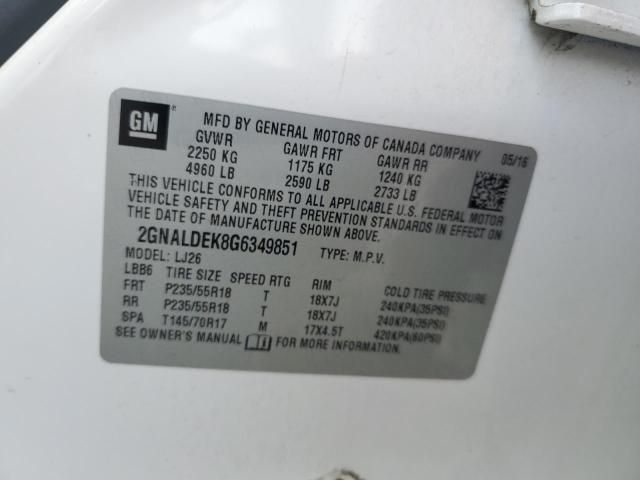 GM ®
MFD BY GENERAL MOTORS OF CANADA COMPANY 05/16
GVWR GAWR FRT GAWR RR
2250 KG 1175 KG 1240 KG
4960 LB 2590 LB 2733 LB
THIS VEHICLE CONFORMS TO ALL APPLICABLE U.S. FEDERAL MOTOR
VEHICLE SAFETY AND THEFT PREVENTION STANDARDS IN EFFECT ON
THE DATE OF MANUFACTURE SHOWN ABOVE.
2GNALDEK8G6349851 TYPE: M.P.V.
MODEL: LJ26
LBB6 TIRE SIZE SPEED RTG RIM COLD TIRE PRESSURE
FRT P235/55R18 T 18X7J 240KPA(35PSI)
RR P235/55R18 T 18X7J 240KPA(35PSI)
SPA T145/70R17 M 17X4.5T 420KPA(60PSI)
SEE OWNER'S MANUAL FOR MORE INFORMATION.